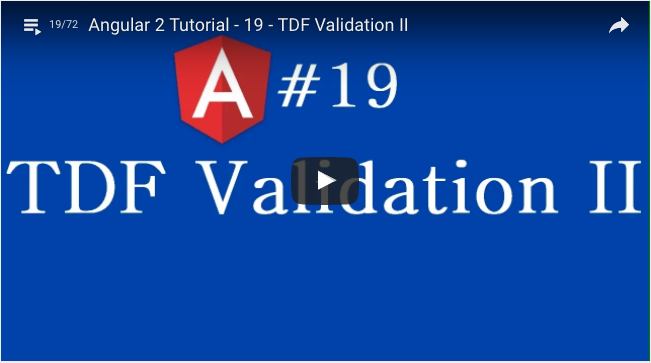 19/72 Angular 2 Tutorial - 19 - TDF Validation II
A #19
TDF Validation II